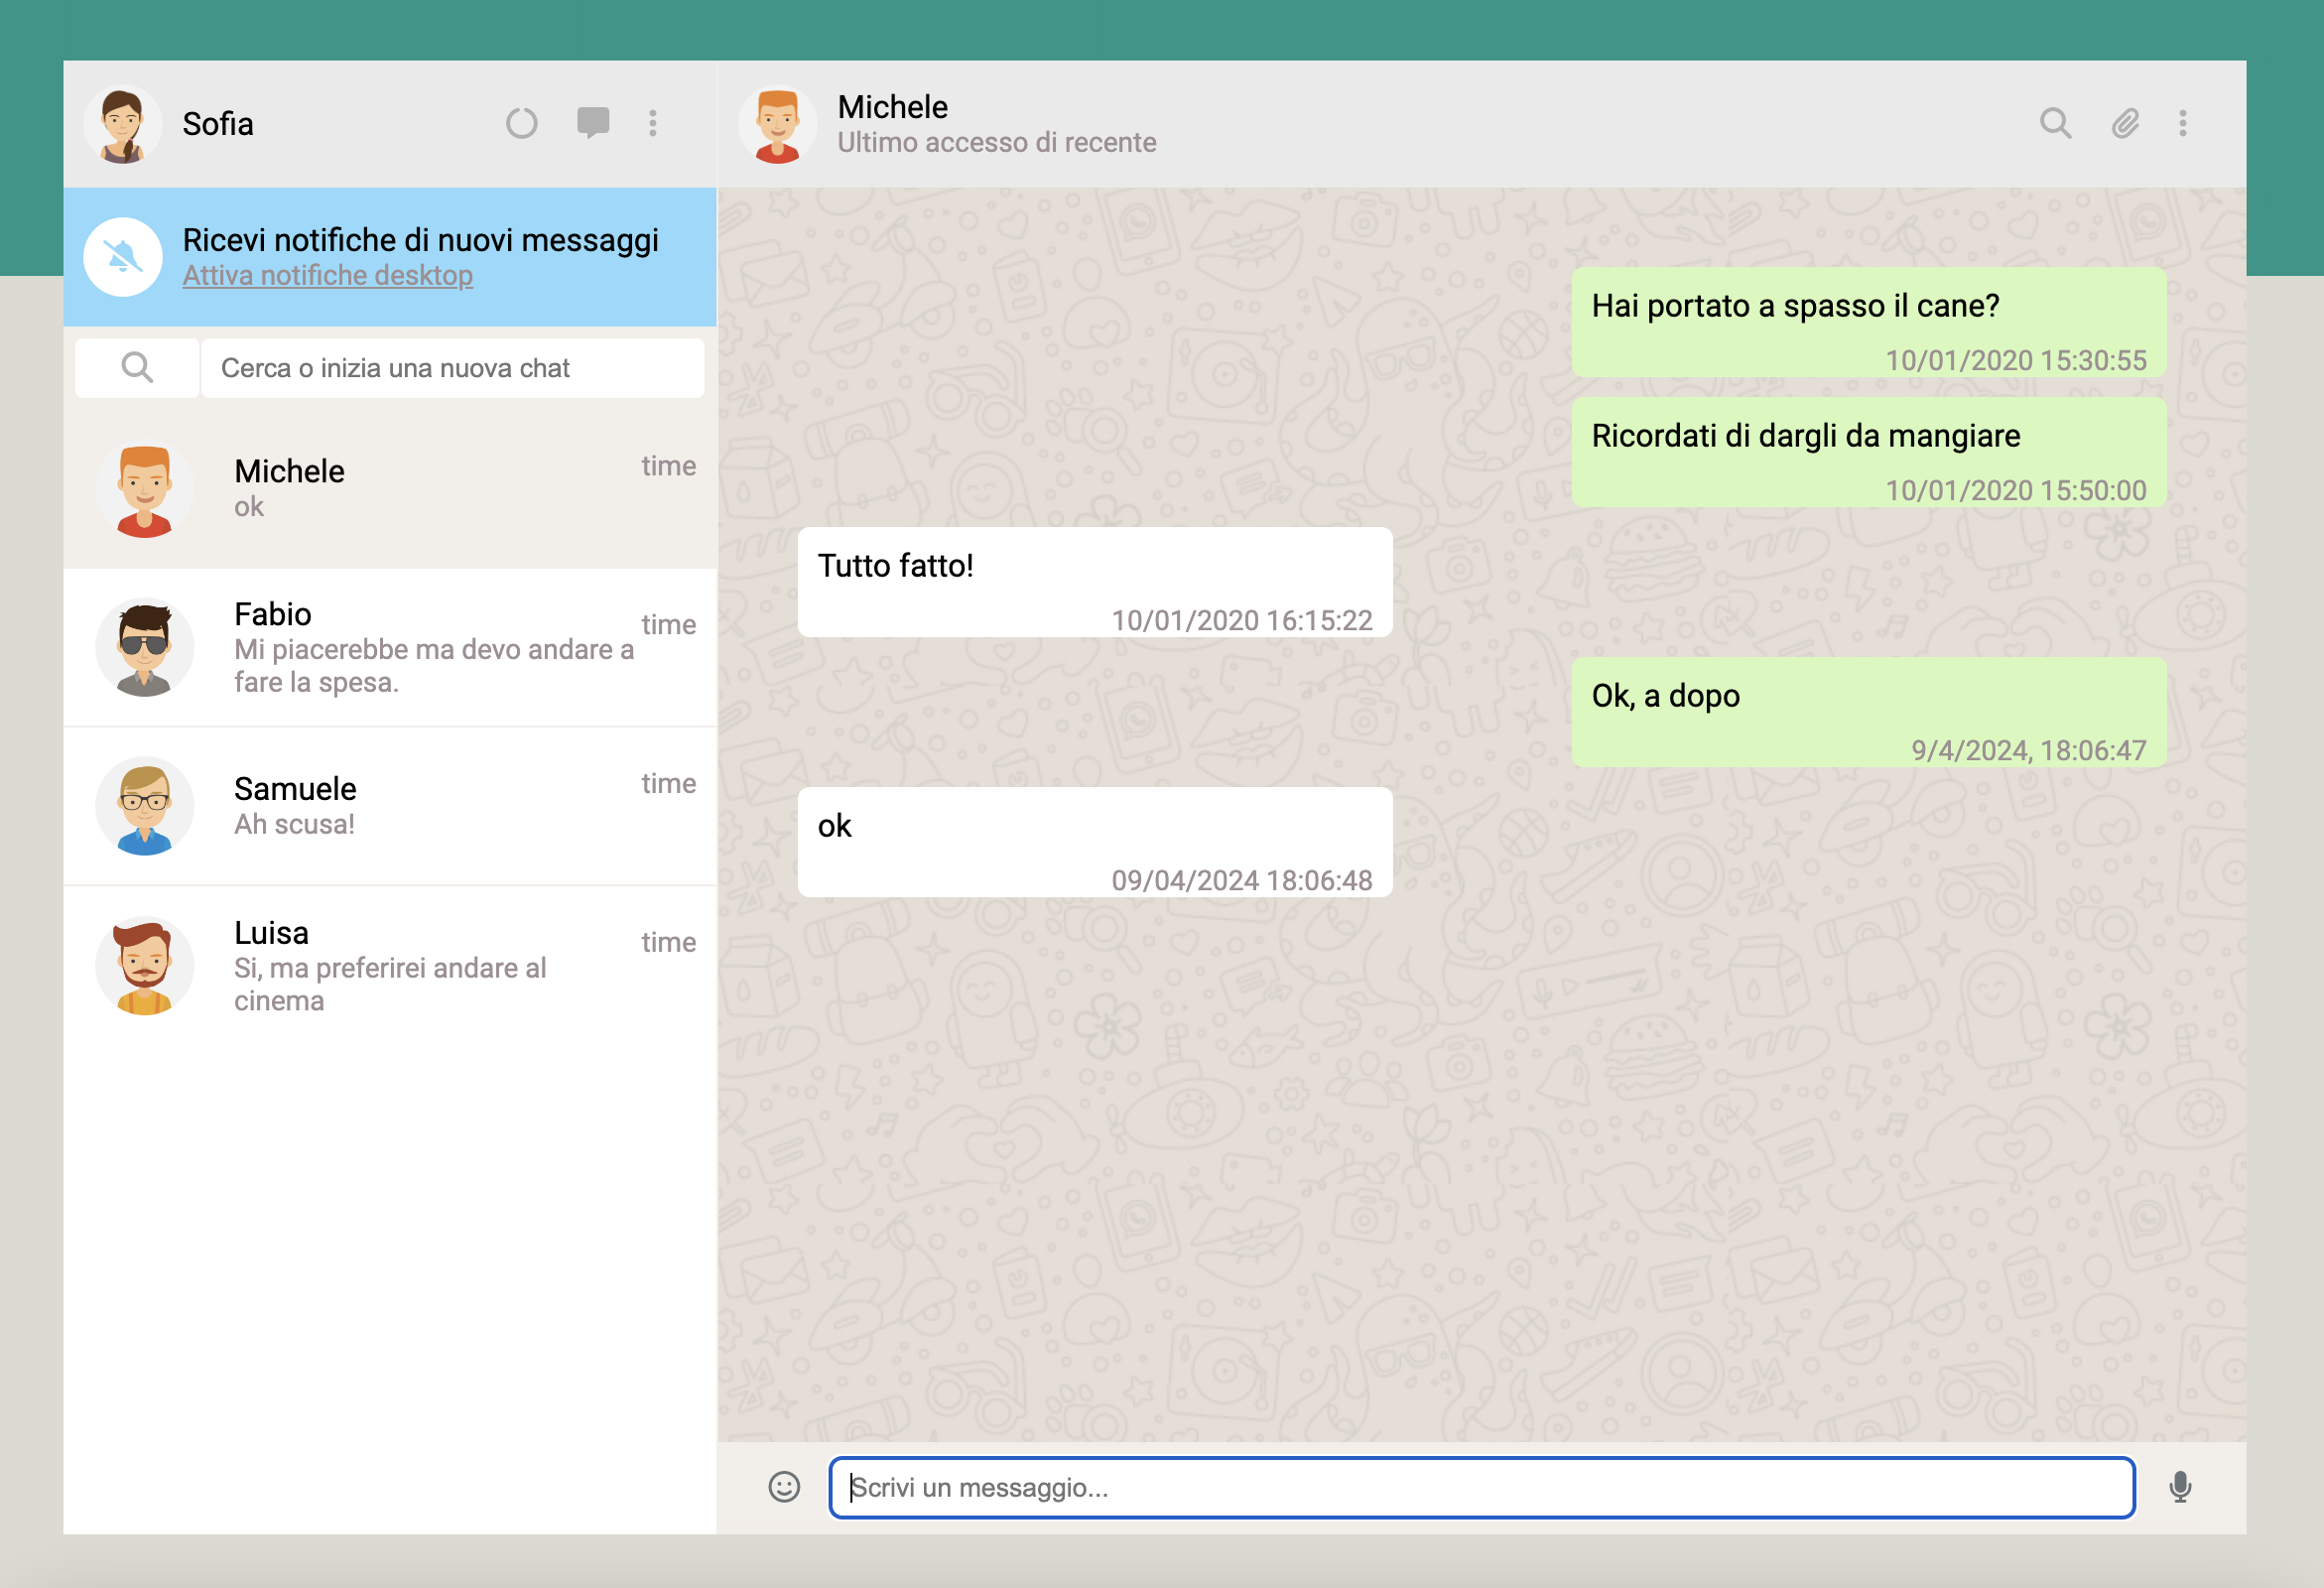 Sofia
Ricevi notifiche di nuovi messaggi
Attiva notifiche desktop
Cerca o inizia una nuova chat
Michele
time
ok
Fabio
time
Mi piacerebbe ma devo andare a
fare la spesa.
Samuele
time
Ah scusa!
Luisa
time
Si, ma preferirei andare al
cinema
Michele
Ultimo accesso di recente
Hai portato a spasso il cane?
10/01/2020 15:30:55
Ricordati di dargli da mangiare
10/01/2020 15:50:00
Tutto fatto!
10/01/2020 16:15:22
Ok, a dopo
9/4/2024, 18:06:47
ok
09/04/2024 18:06:48
Scrivi un messaggio...